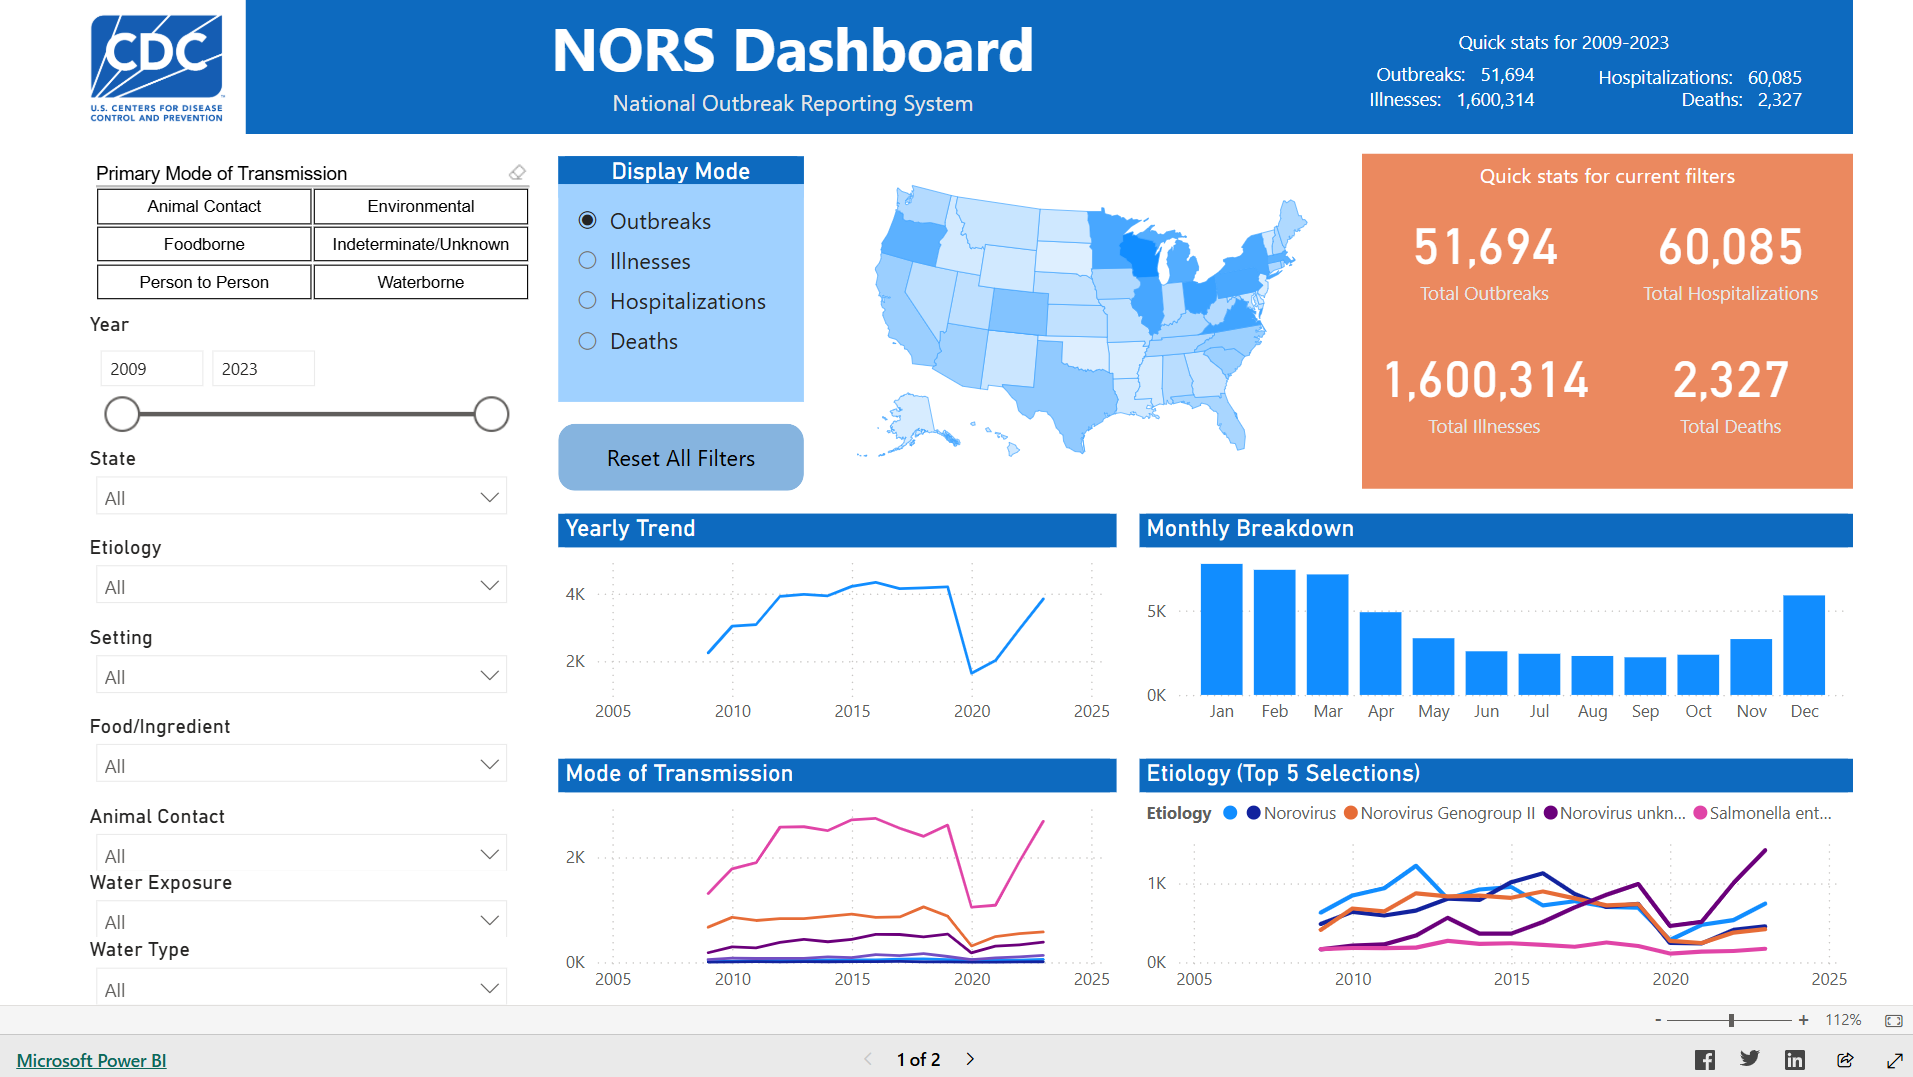 CDC
U.S. CENTERS FOR DISEASE
CONTROL AND PREVENTION
NORS Dashboard
National Outbreak Reporting System
Quick stats for 2009-2023
Outbreaks: 51,694
Hospitalizations: 60,085
Illnesses: 1,600,314
Deaths: 2,327
Primary Mode of Transmission
Animal Contact
Environmental
Foodborne
Indeterminate/Unknown
Person to Person
Waterborne
Year
2009
2023
State
All
Etiology
All
Setting
All
Food/Ingredient
All
Animal Contact
All
Water Exposure
All
Water Type
All
Display Mode
Outbreaks
Illnesses
Hospitalizations
Deaths
Reset All Filters
Quick stats for current filters
51,694
Total Outbreaks
60,085
Total Hospitalizations
1,600,314
Total Illnesses
2,327
Total Deaths
Yearly Trend
4K
2K
2005 2010 2015 2020 2025
Monthly Breakdown
5K
0K
Jan Feb Mar Apr May Jun Jul Aug Sep Oct Nov Dec
Mode of Transmission
2K
0K
2005 2010 2015 2020 2025
Etiology (Top 5 Selections)
Etiology Norovirus Norovirus Genogroup II Norovirus unkn... Salmonella ent...
1K
0K
2005 2010 2015 2020 2025
- + 112%
Microsoft Power BI
1 of 2